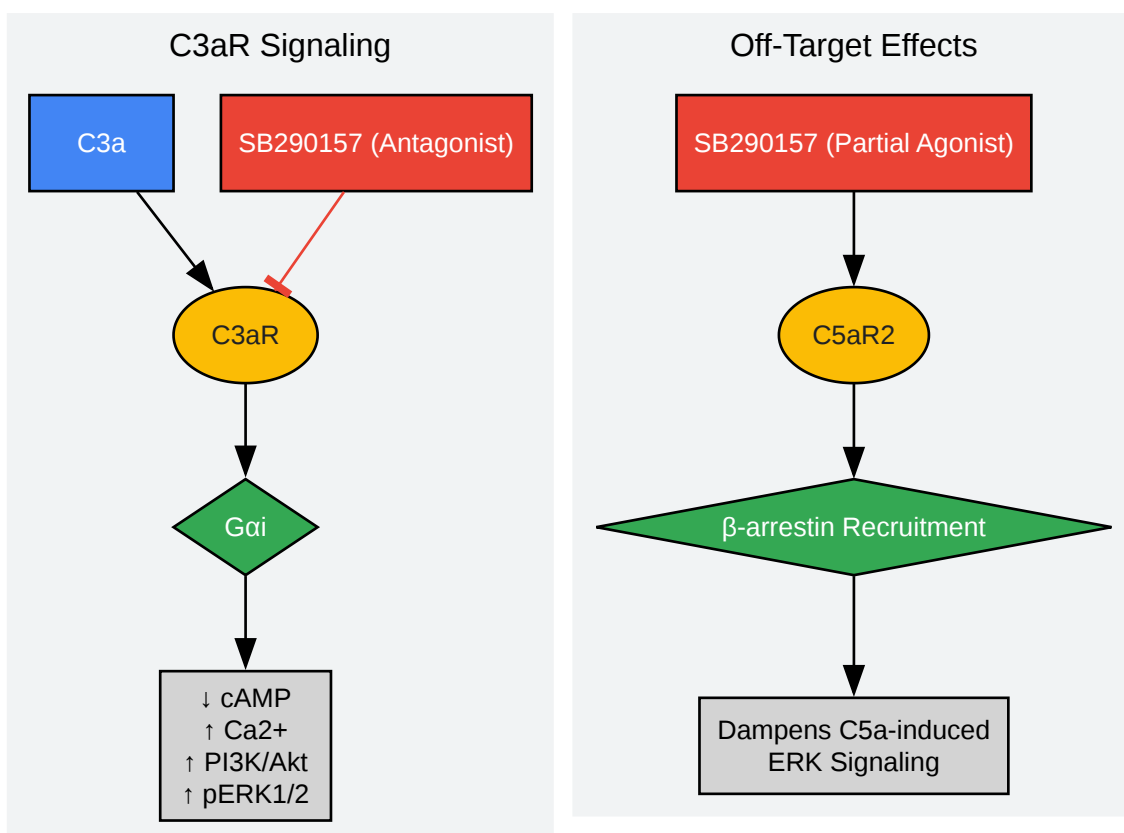 C3aR Signaling
C3a
SB290157 (Antagonist)
C3aR
Gαi
↓ cAMP
↑ Ca2+
↑ PI3K/Akt
↑ pERK1/2
Off-Target Effects
SB290157 (Partial Agonist)
C5aR2
β-arrestin Recruitment
Dampens C5a-induced
ERK Signaling